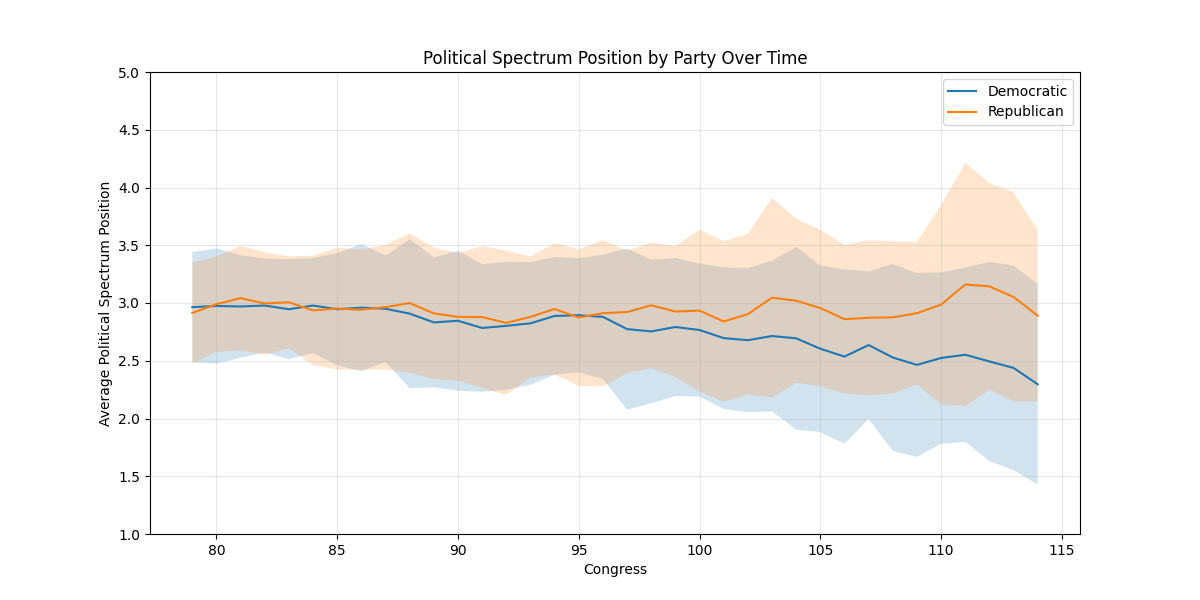 Political Spectrum Position by Party Over Time
Democratic
Republican
Average Political Spectrum Position
5.0
4.5
4.0
3.5
3.0
2.5
2.0
1.5
1.0
80 85 90 95 100 105 110 115
Congress